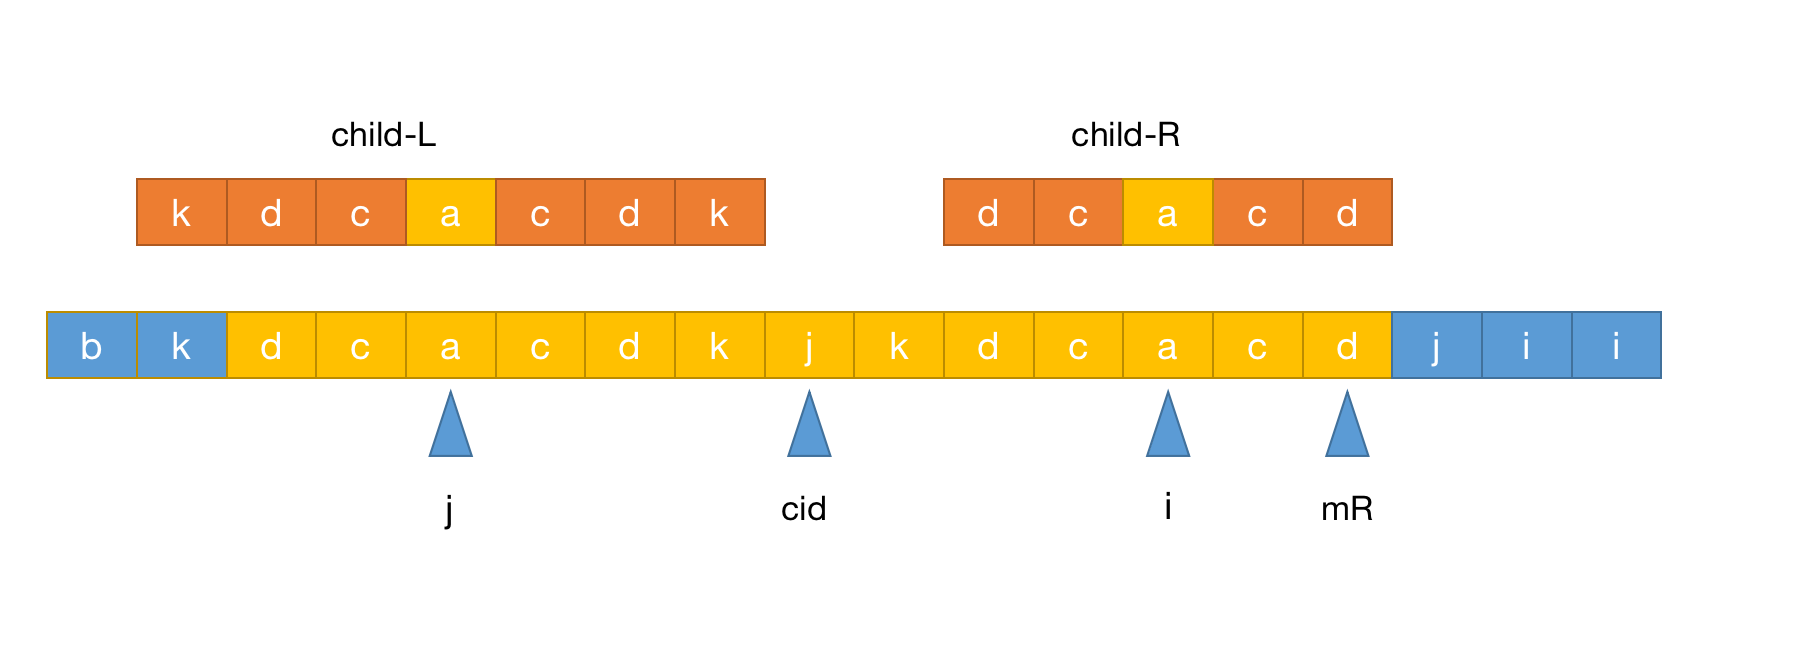 child-L child-R
k d c a c d k d c a c d
b k d c a c d k j k d c a c d j i i
j cid i mR